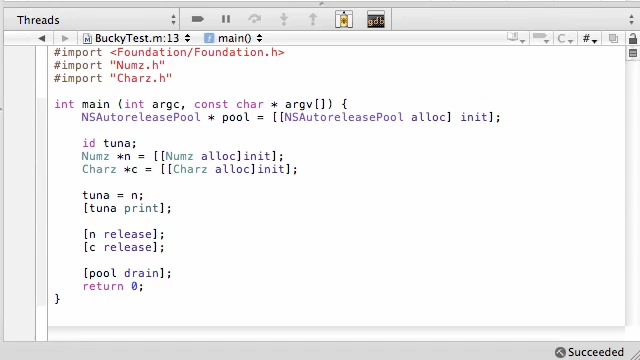 Threads
gdb
BuckyTest.m:13 main() C #
#import <Foundation/Foundation.h>
#import "Numz.h"
#import "Charz.h"
int main (int argc, const char * argv[]) {
NSAutoreleasePool * pool = [[NSAutoreleasePool alloc] init];
id tuna;
Numz *n = [[Numz alloc]init];
Charz *c = [[Charz alloc]init];
tuna = n;
[tuna print];
[n release];
[c release];
[pool drain];
return 0;
}
Succeeded